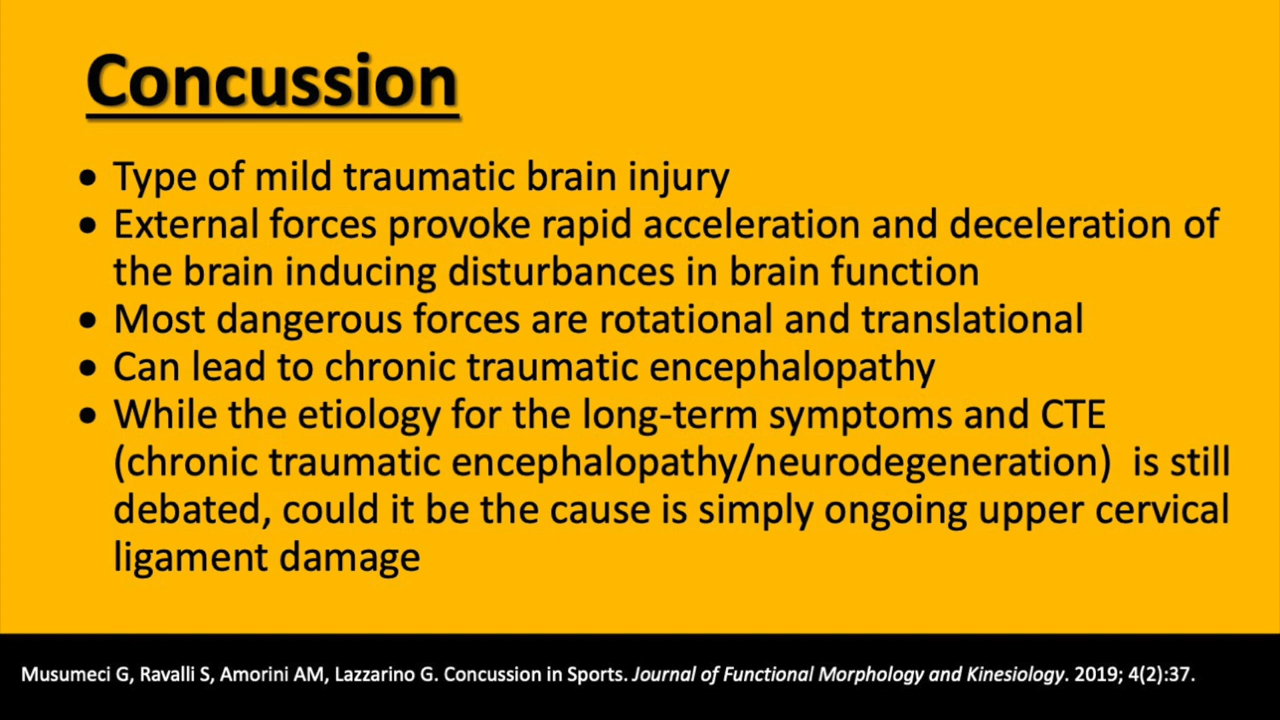 Concussion
• Type of mild traumatic brain injury
• External forces provoke rapid acceleration and deceleration of
the brain inducing disturbances in brain function
• Most dangerous forces are rotational and translational
• Can lead to chronic traumatic encephalopathy
• While the etiology for the long-term symptoms and CTE
(chronic traumatic encephalopathy/neurodegeneration)  is still
debated, could it be the cause is simply ongoing upper cervical
ligament damage
Musumeci G, Ravalli S, Amorini AM, Lazzarino G. Concussion in Sports. Journal of Functional Morphology and Kinesiology. 2019; 4(2):37.